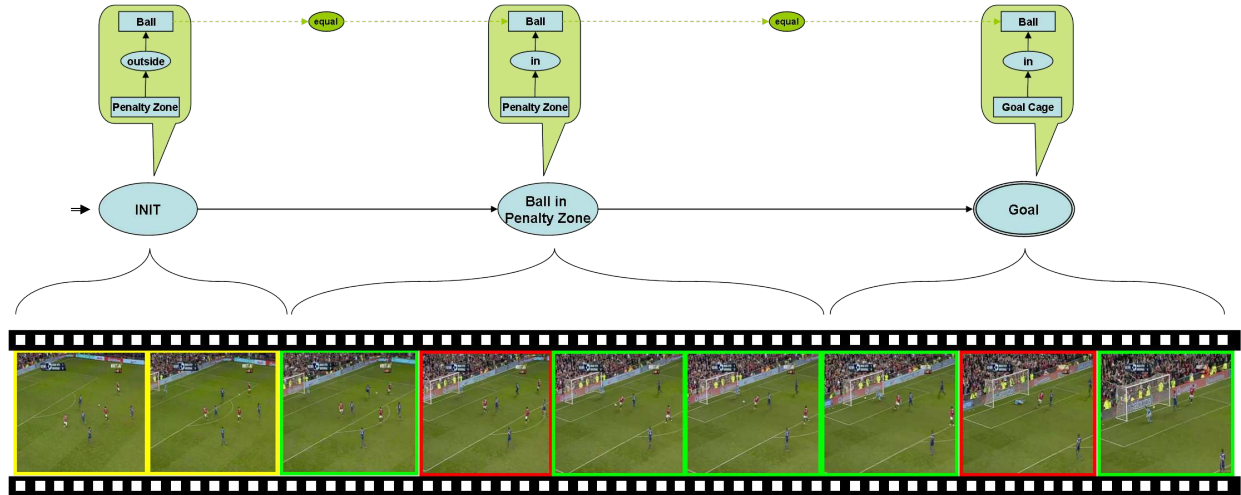 Ball
equal
Ball
equal
Ball
outside
in
in
Penalty Zone
Penalty Zone
Goal Cage
INIT
Ball in
Penalty Zone
Goal